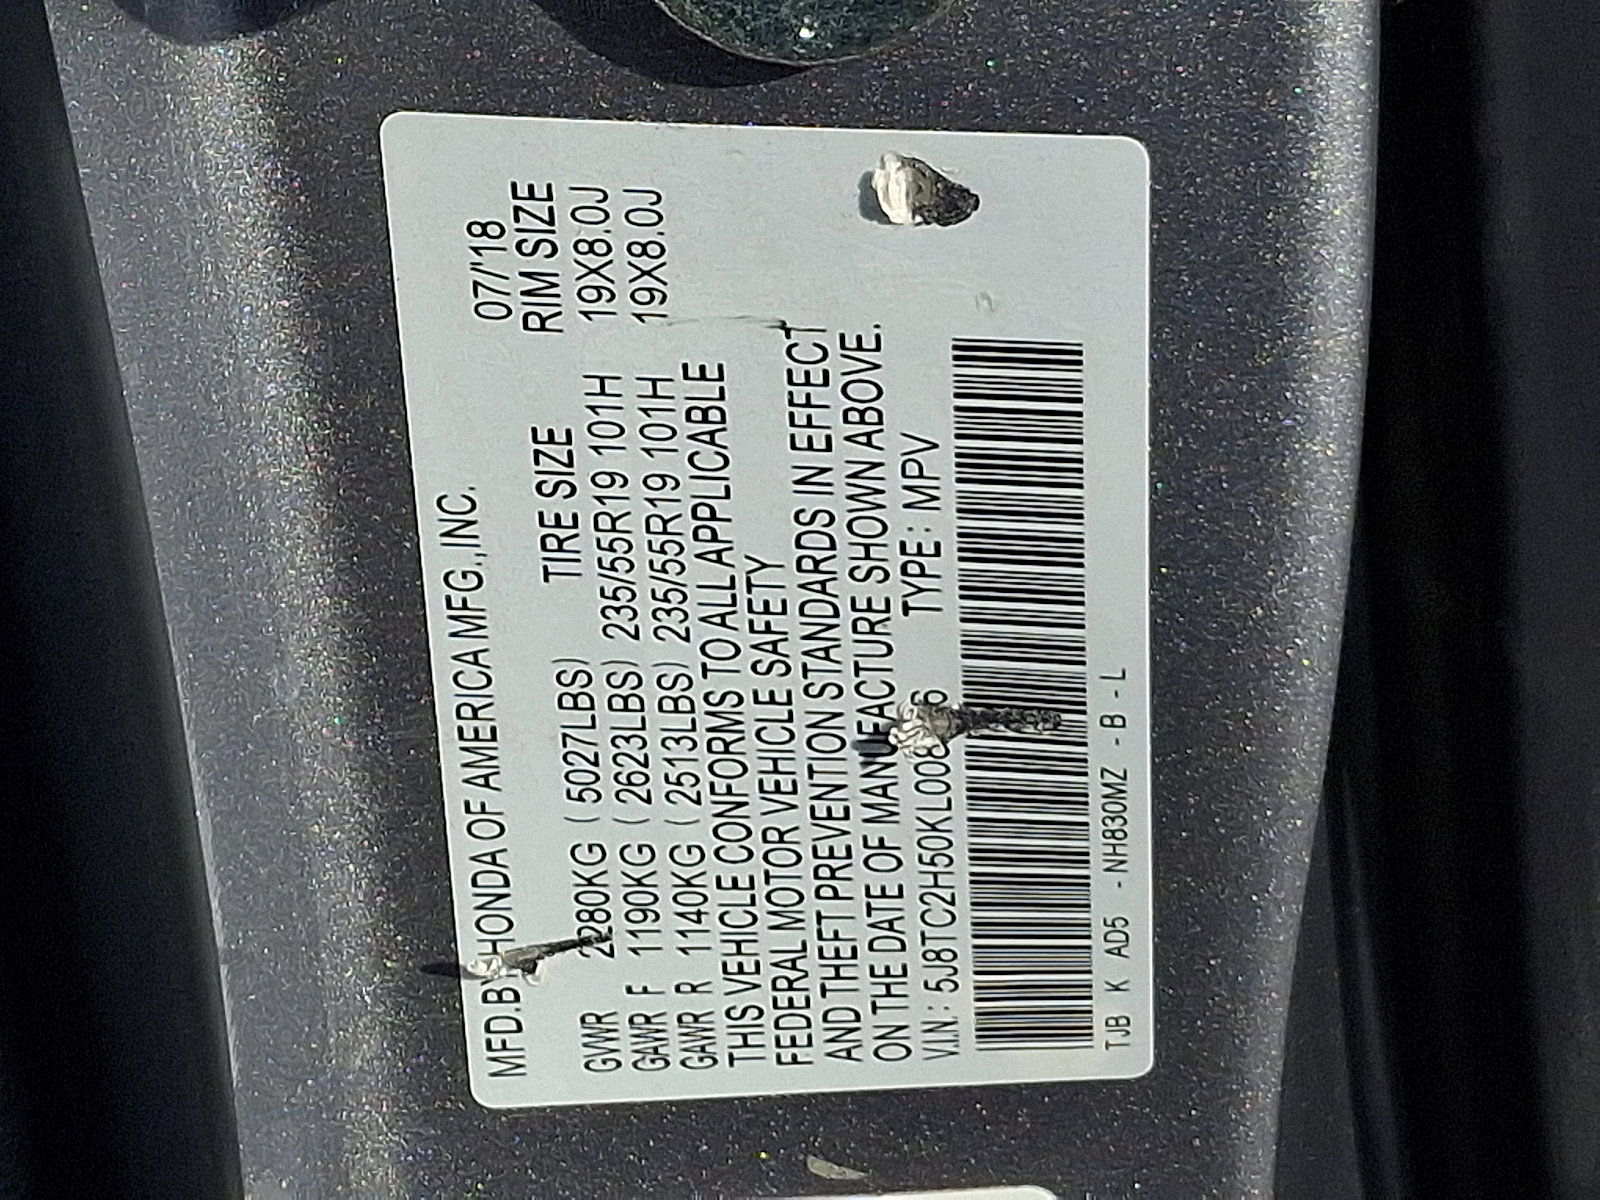 MFD.BY HONDA OF AMERICA MFG.,INC. 07/'18
TIRE SIZE RIM SIZE
GVWR 2280KG ( 5027LBS)
GAWR F 1190KG ( 2623LBS) 235/55R19 101H 19X8.0J
GAWR R 1140KG ( 2513LBS) 235/55R19 101H 19X8.0J
THIS VEHICLE CONFORMS TO ALL APPLICABLE
FEDERAL MOTOR VEHICLE SAFETY
AND THEFT PREVENTION STANDARDS IN EFFECT
ON THE DATE OF MANUFACTURE SHOWN ABOVE.
V.I.N.: TYPE: MPV
TJB K AD5 -NH830MZ - B - L